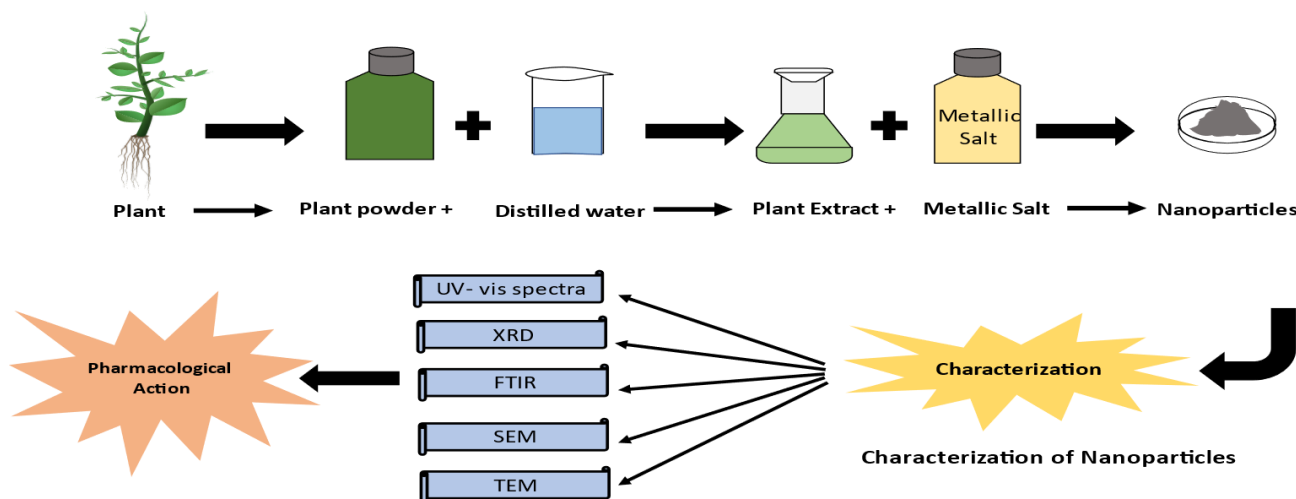 Metallic
Salt
Plant
Plant powder +
Distilled water
Plant Extract +
Metallic Salt
Nanoparticles
UV- vis spectra
XRD
FTIR
SEM
TEM
Pharmacological
Action
Characterization
Characterization of Nanoparticles